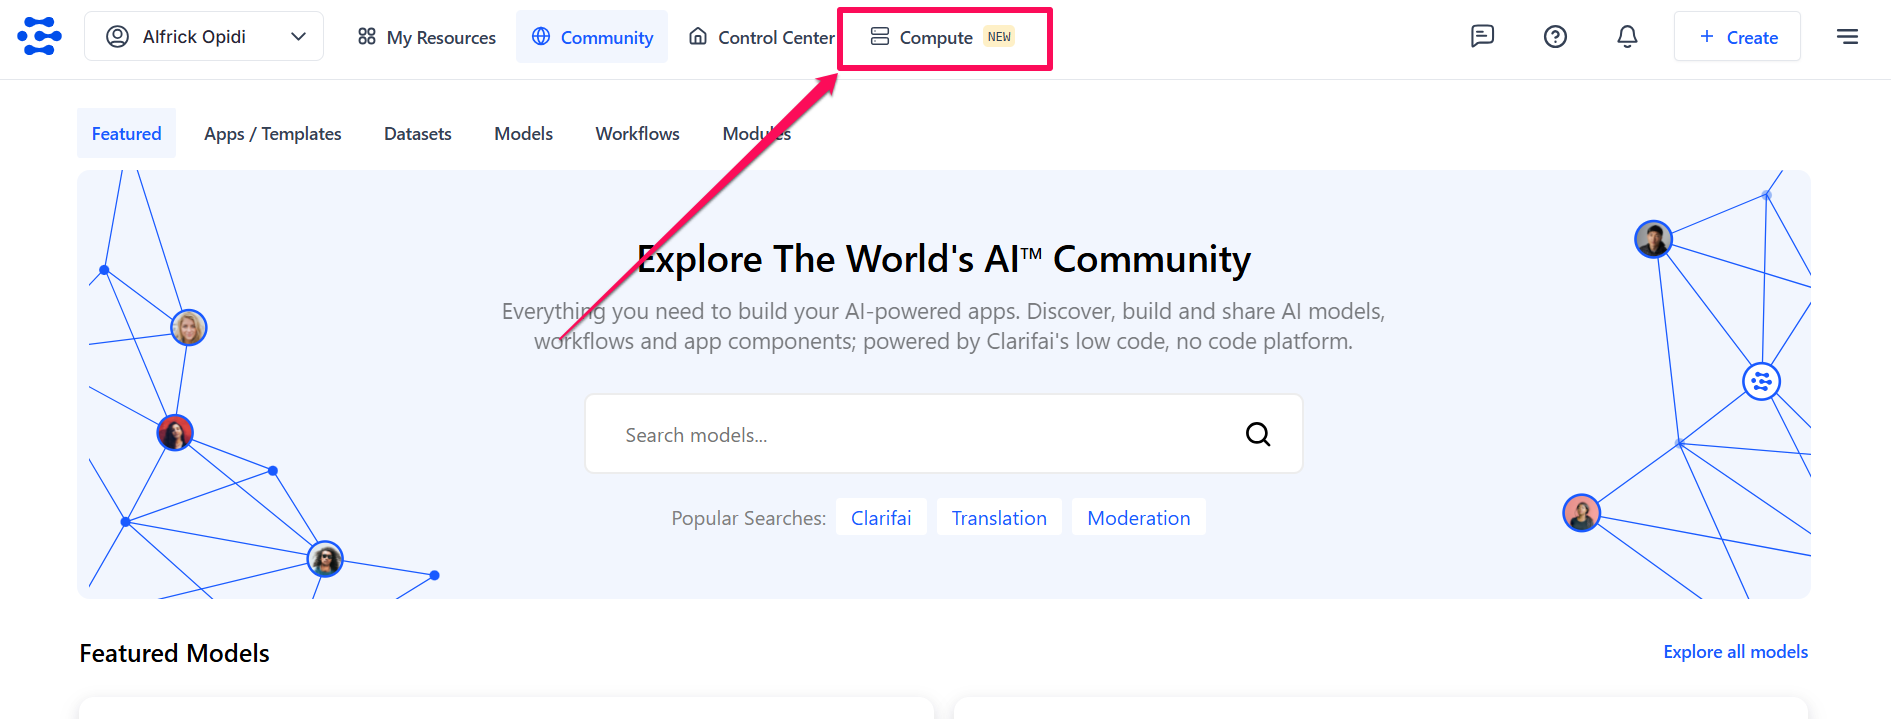 Alfrick Opidi My Resources Community Control Center Compute NEW + Create
Featured Apps / Templates Datasets Models Workflows Modules
Explore The World's AI™ Community
Everything you need to build your AI-powered apps. Discover, build and share AI models,
workflows and app components; powered by Clarifai's low code, no code platform.
Search models...
Popular Searches: Clarifai Translation Moderation
Featured Models Explore all models